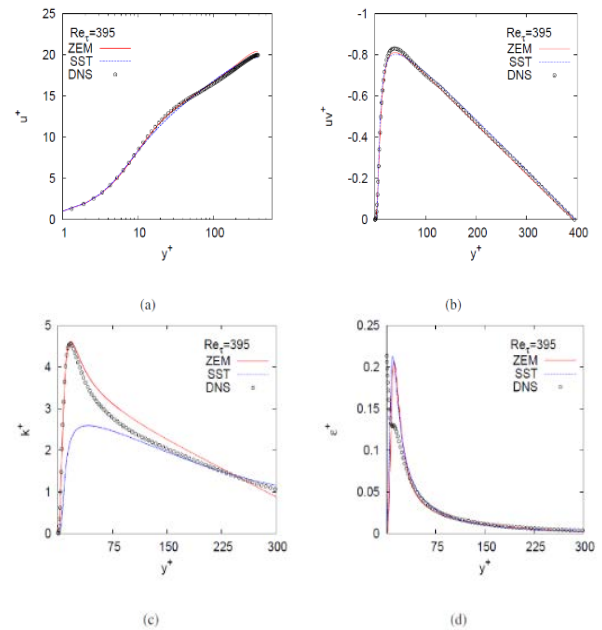 Reτ=395
ZEM
SST
DNS
u+
25
20
15
10
5
0
1
10
100
y+
(a)
Reτ=395
ZEM
SST
DNS
uv+
-1
-0.8
-0.6
-0.4
-0.2
0
100
200
300
400
y+
(b)
Reτ=395
ZEM
SST
DNS
k+
5
4
3
2
1
0
75
150
225
300
y+
(c)
Reτ=395
ZEM
SST
DNS
ε+
0.25
0.2
0.15
0.1
0.05
0
75
150
225
300
y+
(d)